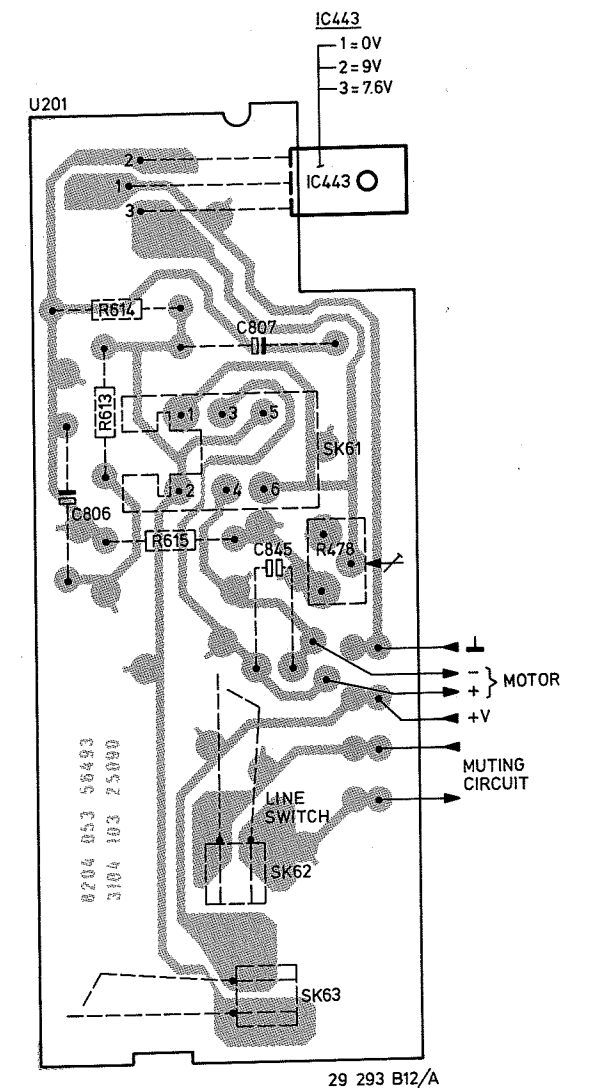 IC443
1=0V
2=9V
3=7.6V
U201
2
1
3
IC443
R614
C807
R613
1
3
5
SK61
2
4
6
C806
R615
C845
R478
⊥
-
+
} MOTOR
+V
MUTING
CIRCUIT
LINE
SWITCH
SK62
SK63
8204 053 56493
3104 103 25090
29 293 B12/A